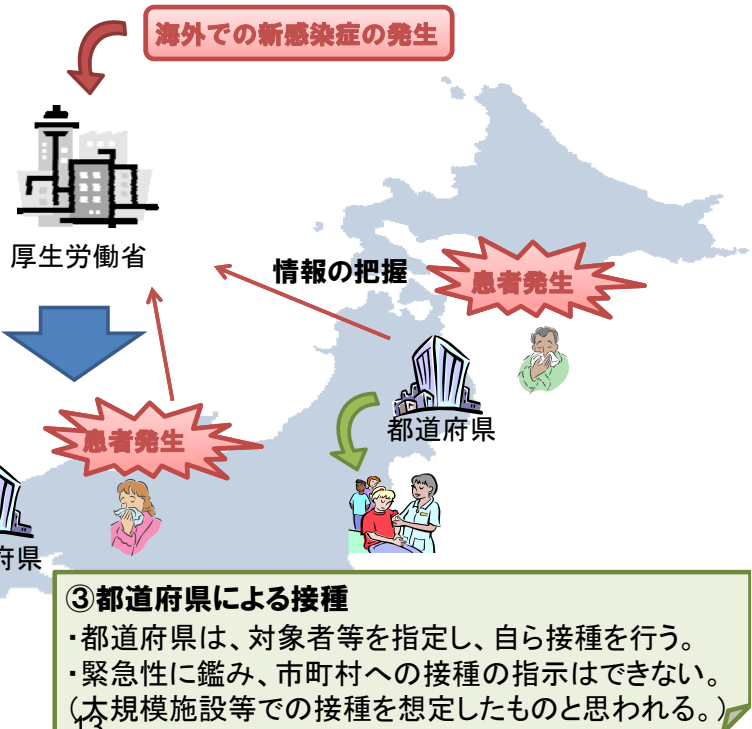 海外での新感染症の発生
厚生労働省
情報の把握
患者発生
都道府県
患者発生
府県
③都道府県による接種
・都道府県は、対象者等を指定し、自ら接種を行う。
・緊急性に鑑み、市町村への接種の指示はできない。
(大規模施設等での接種を想定したものと思われる。)
13